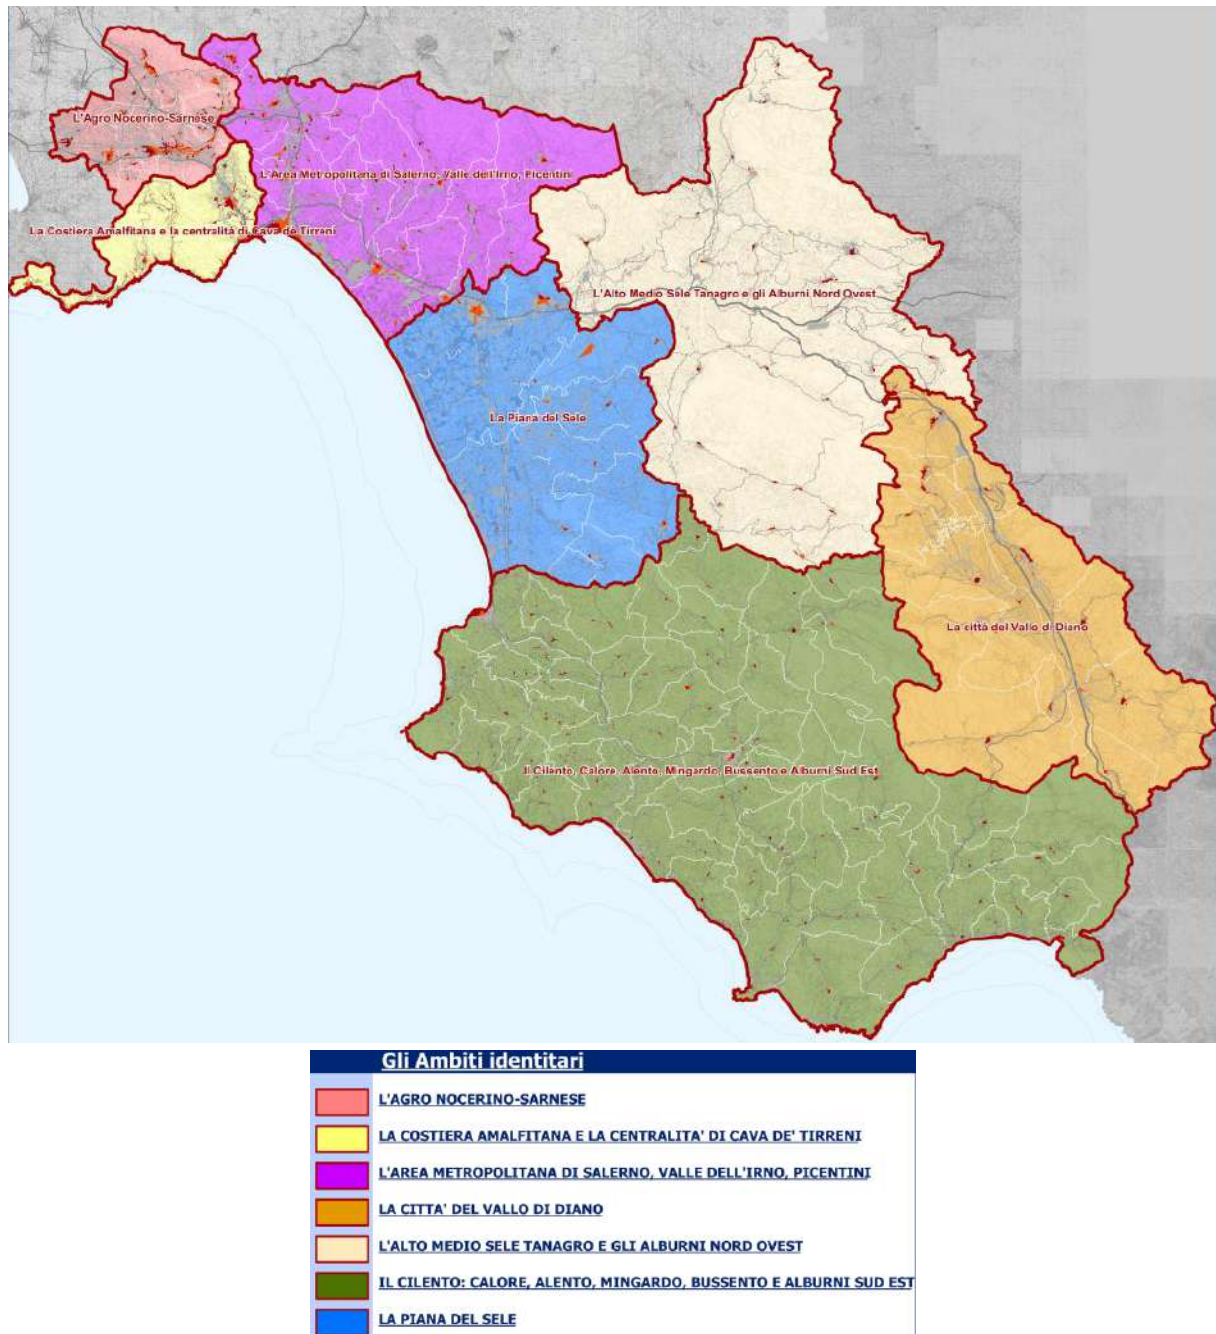 L'Agro Nocerino-Sarnese
L'Area Metropolitana di Salerno, Valle dell'Irno, Picentini
La Costiera Amalfitana e la centralità di Cava de Tirreni
L'Alto Medio Sele Tanagro e gli Alburni Nord Ovest
La Piana del Sele
La città del Vallo di Diano
Il Cilento, Calore, Alento, Mingardo, Bussento e Alburni Sud Est
Gli Ambiti identitari
L'AGRO NOCERINO-SARNESE
LA COSTIERA AMALFITANA E LA CENTRALITA' DI CAVA DE' TIRRENI
L'AREA METROPOLITANA DI SALERNO, VALLE DELL'IRNO, PICENTINI
LA CITTA' DEL VALLO DI DIANO
L'ALTO MEDIO SELE TANAGRO E GLI ALBURNI NORD OVEST
IL CILENTO: CALORE, ALENTO, MINGARDO, BUSSENTO E ALBURNI SUD EST
LA PIANA DEL SELE